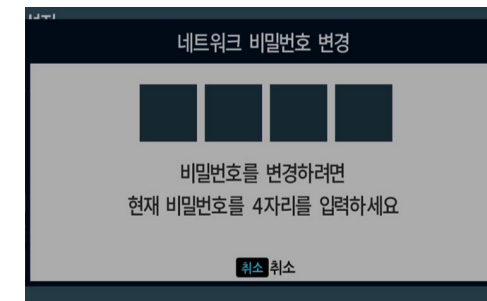 네트워크 비밀번호 변경
비밀번호를 변경하려면
현재 비밀번호를 4자리를 입력하세요
취소 취소